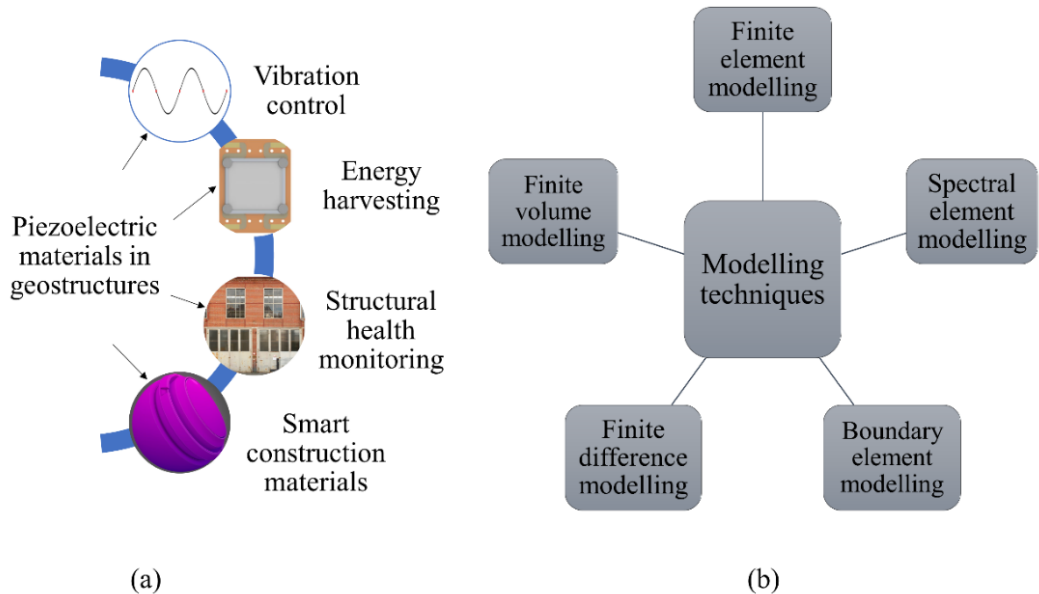 Vibration
control
Energy
harvesting
Piezoelectric
materials in
geostructures
Structural
health
monitoring
Smart
construction
materials
(a)
Finite
element
modelling
Finite
volume
modelling
Spectral
element
modelling
Modelling
techniques
Finite
difference
modelling
Boundary
element
modelling
(b)